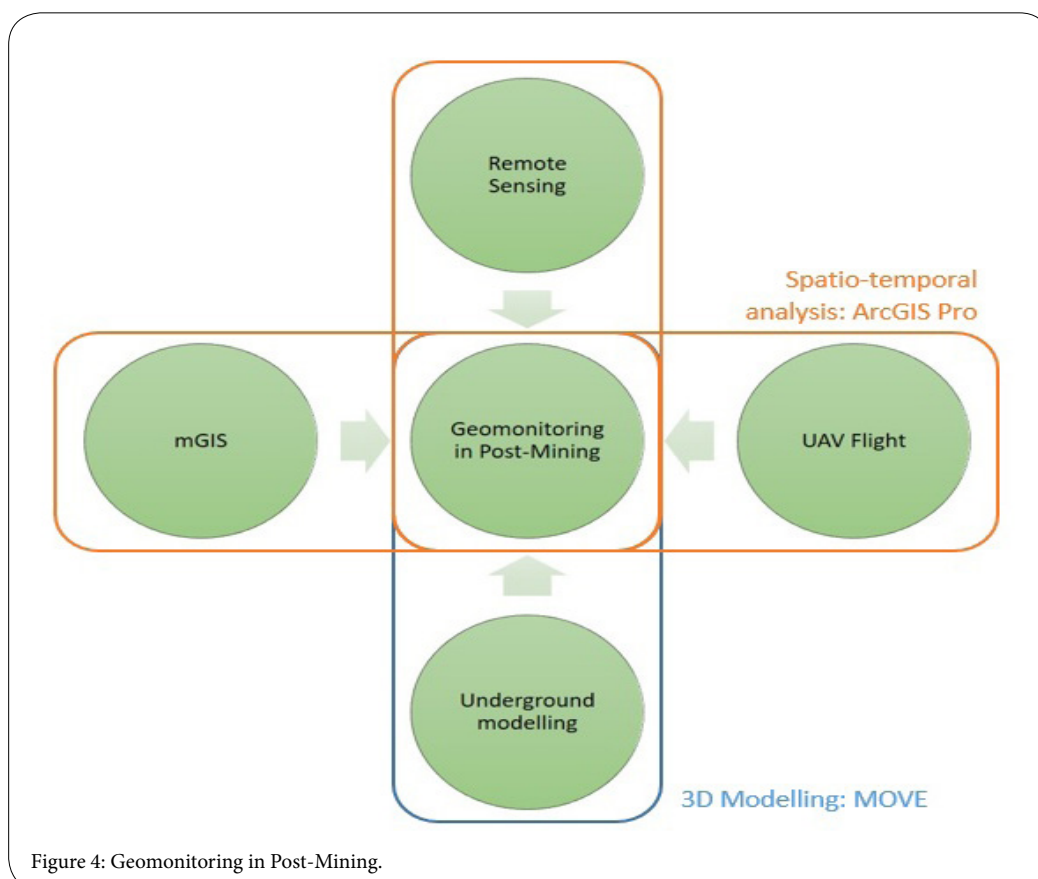 Remote
Sensing
Spatio-temporal
analysis: ArcGIS Pro
mGIS
Geomonitoring
in Post-Mining
UAV Flight
Underground
modelling
3D Modelling: MOVE
Figure 4: Geomonitoring in Post-Mining.